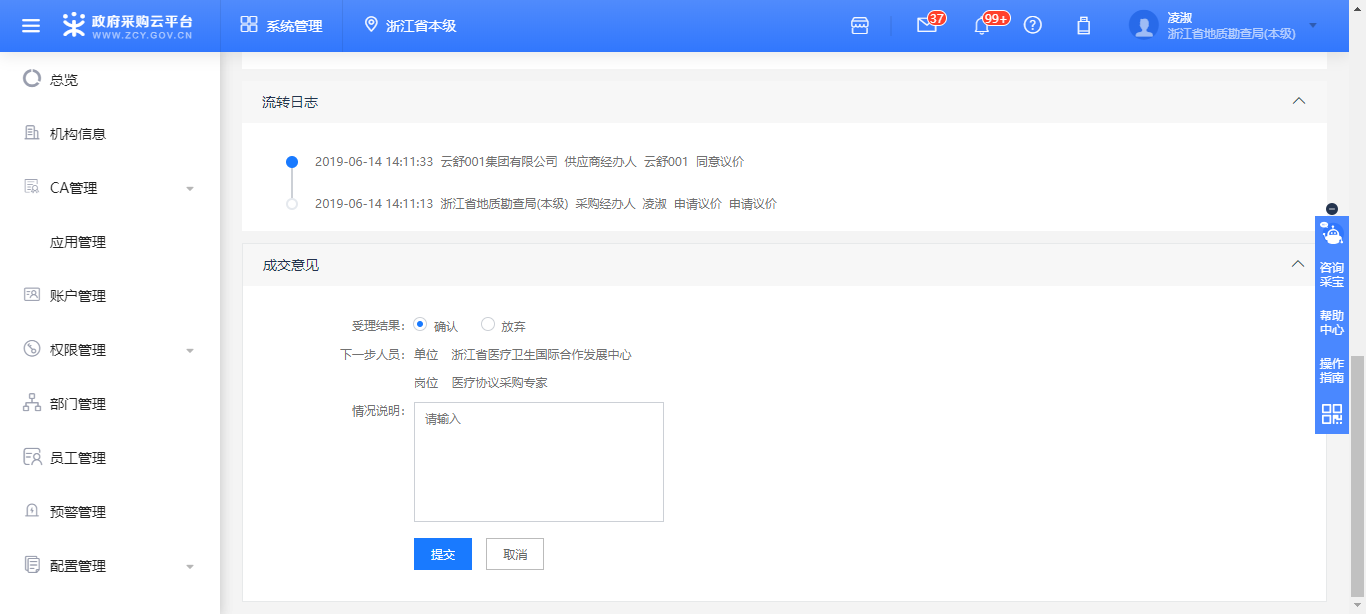 政府采购云平台
WWW.ZCY.GOV.CN
系统管理
浙江省本级
37
99+
凌淑
浙江省地质勘查局(本级)
总览
机构信息
CA管理
应用管理
账户管理
权限管理
部门管理
员工管理
预警管理
配置管理
流转日志
2019-06-14 14:11:33 云舒001集团有限公司 供应商经办人 云舒001 同意议价
2019-06-14 14:11:13 浙江省地质勘查局(本级) 采购经办人 凌淑 申请议价 申请议价
成交意见
受理结果: 确认 放弃
下一步人员: 单位 浙江省医疗卫生国际合作发展中心
岗位 医疗协议采购专家
情况说明: 请输入
提交 取消
咨询
采宝
帮助
中心
操作
指南